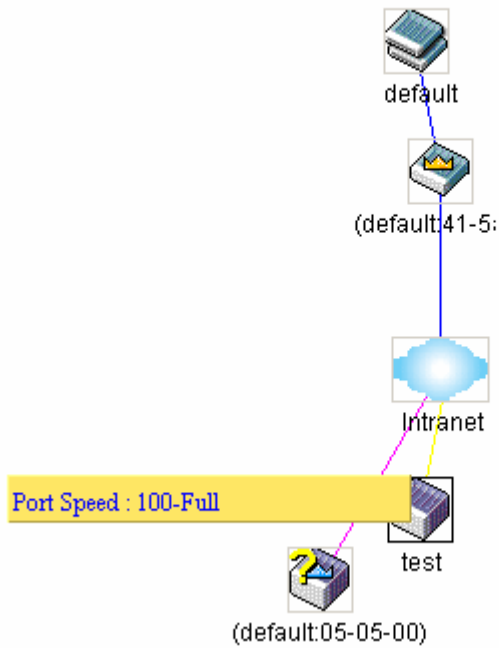 default
(default:41-5
Intranet
Port Speed : 100-Full
test
(default:05-05-00)